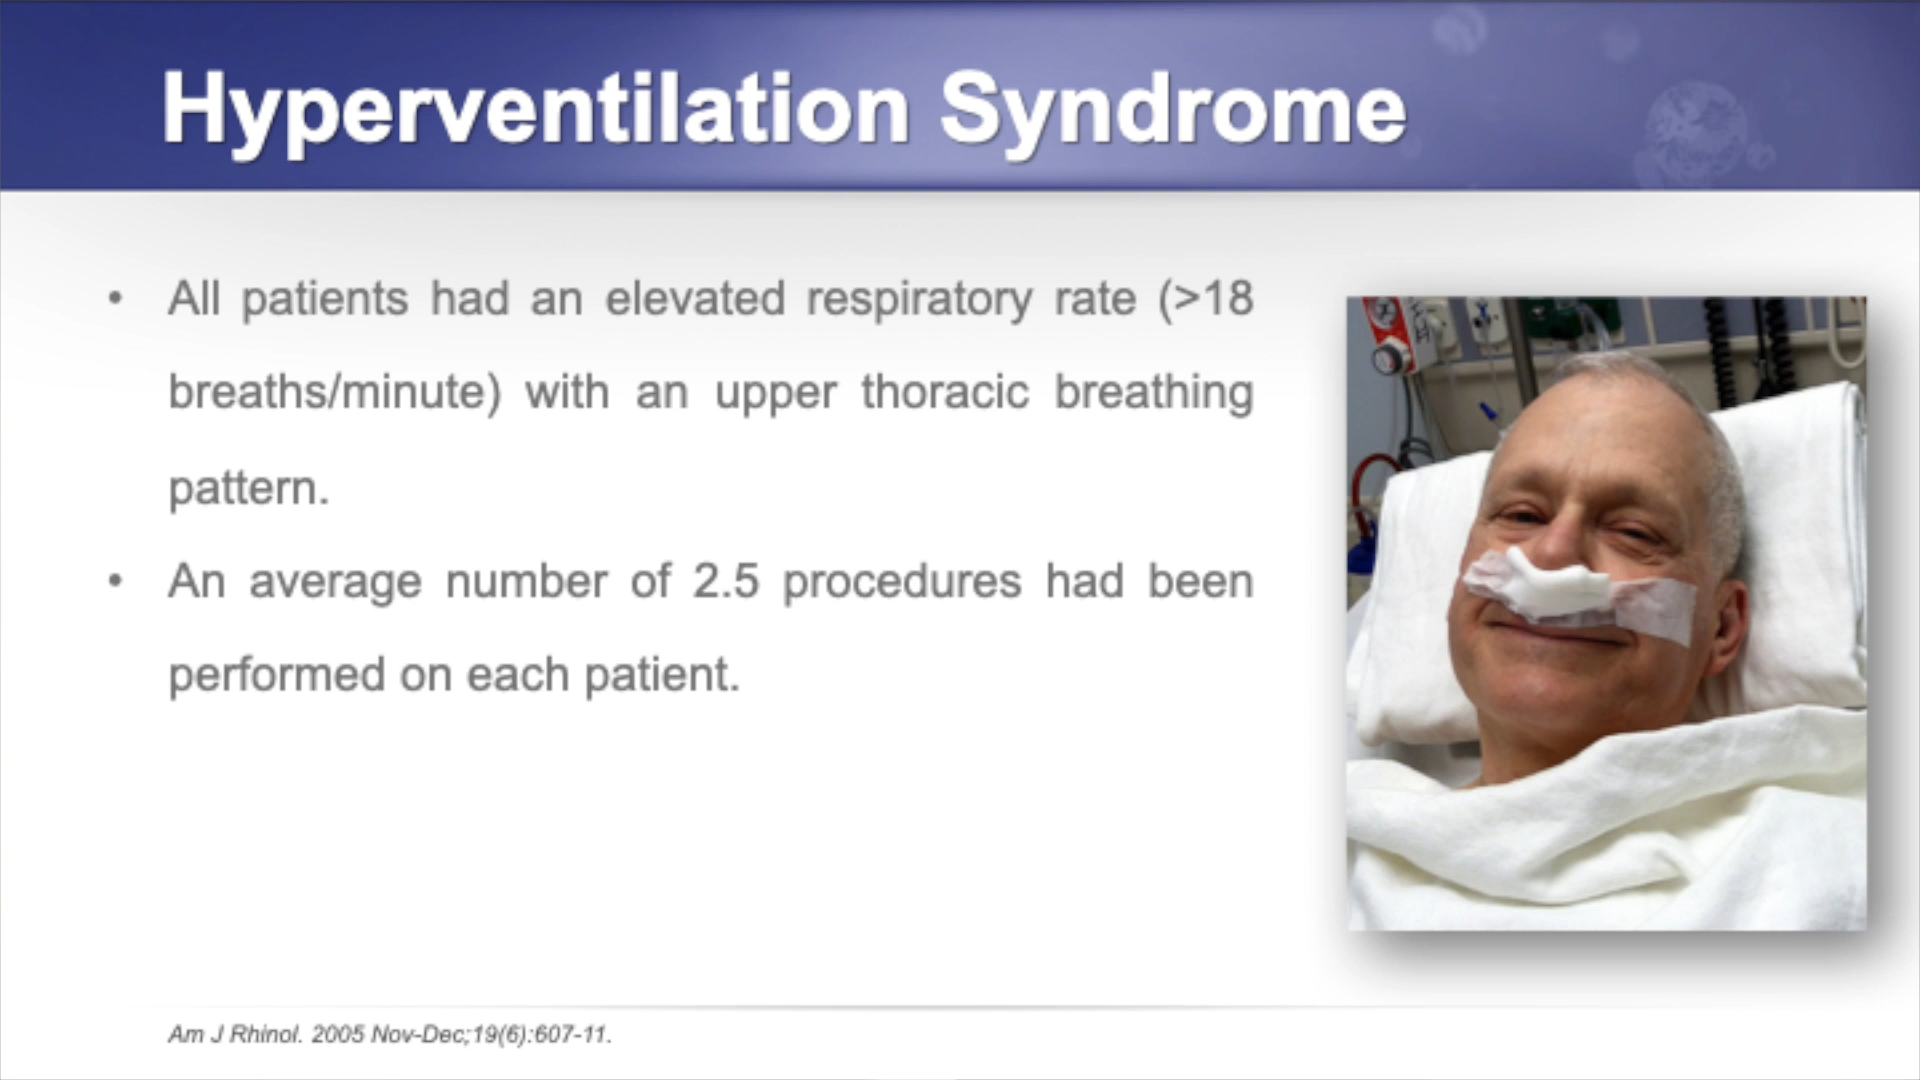 Hyperventilation Syndrome
• All patients had an elevated respiratory rate (>18
breaths/minute) with an upper thoracic breathing
pattern.
• An average number of 2.5 procedures had been
performed on each patient.
Am J Rhinol. 2005 Nov-Dec;19(6):607-11.